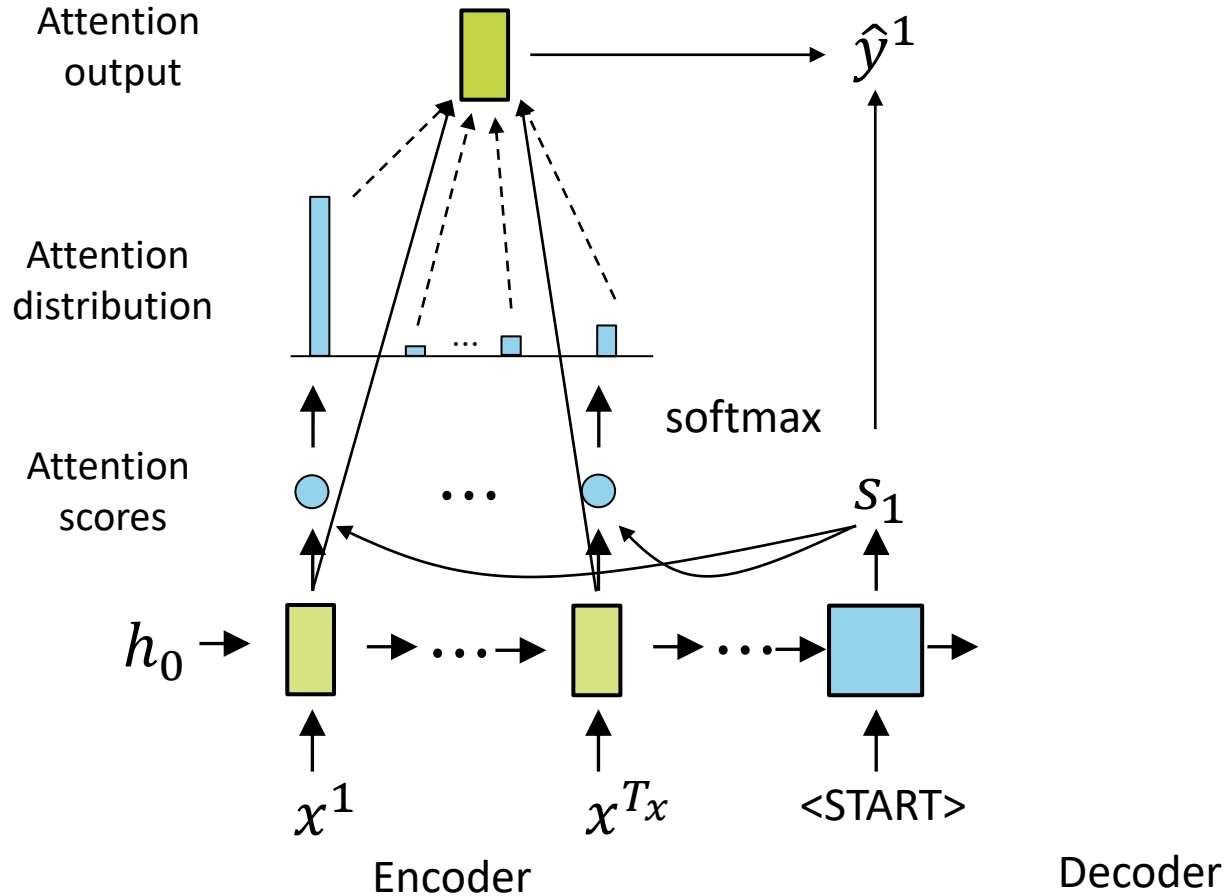 Attention
output
ŷ¹
Attention
distribution
...
softmax
Attention
scores
...
s₁
h₀
...
...
x¹
x^{Tₓ}
<START>
Encoder
Decoder